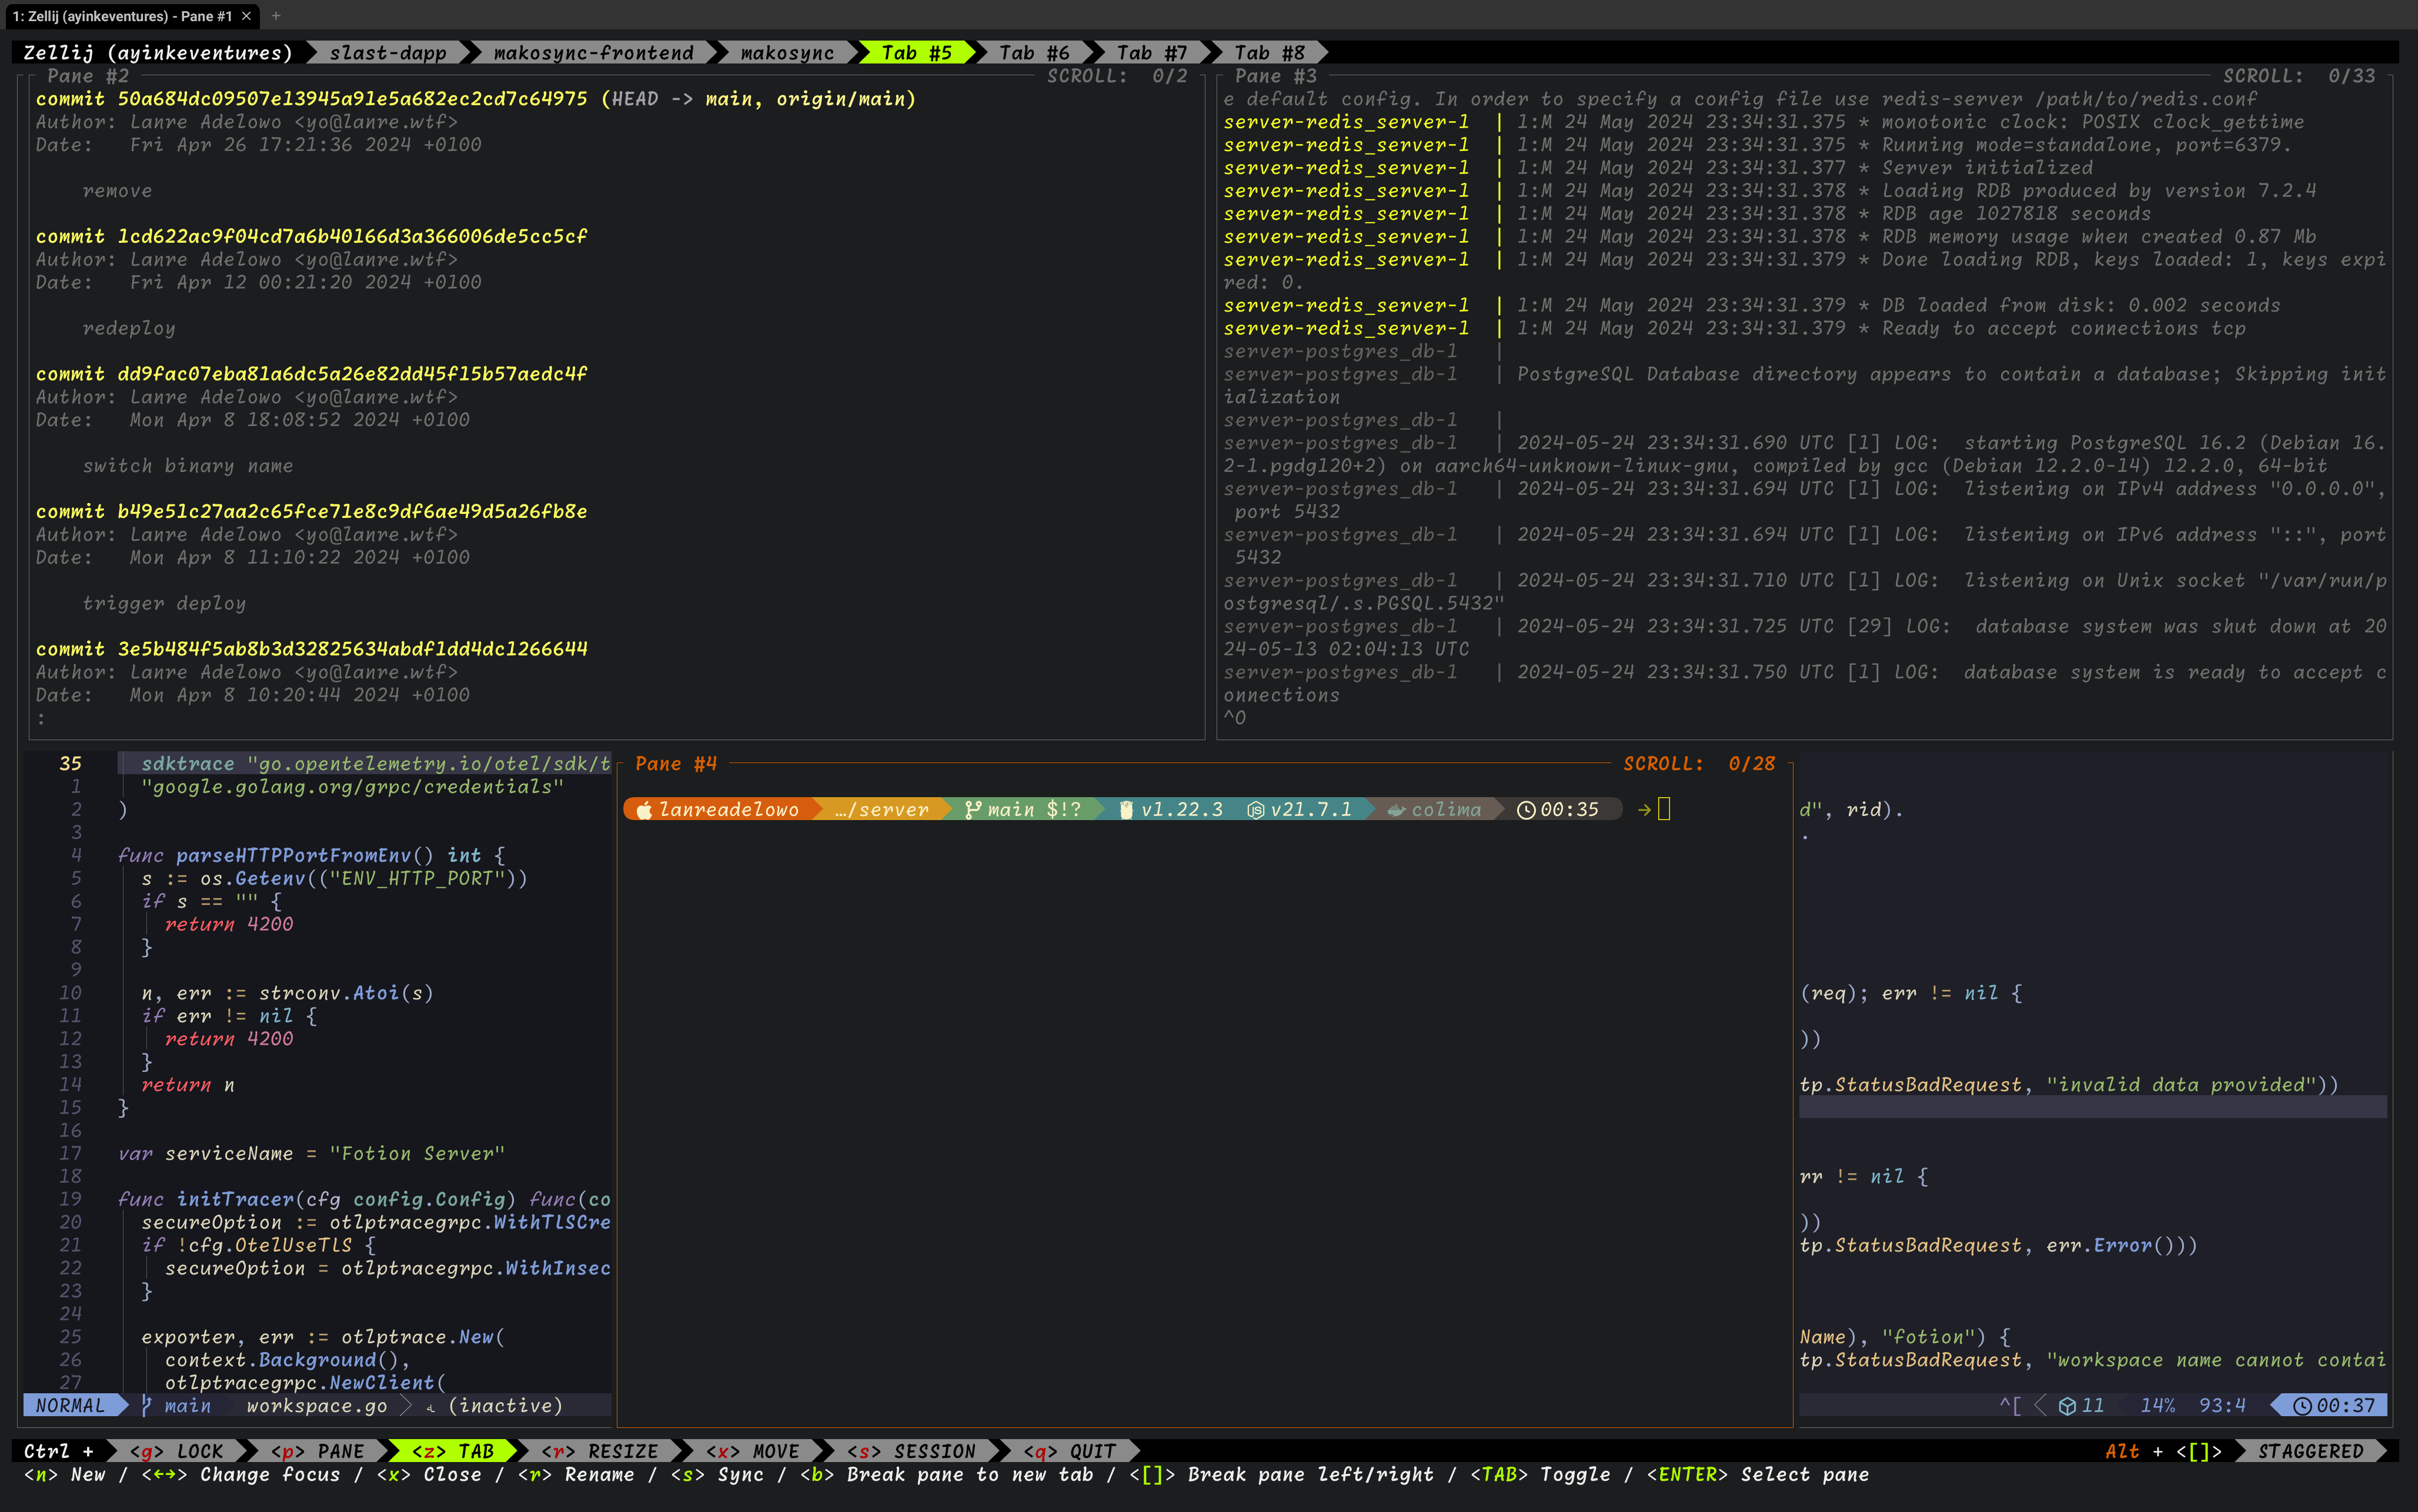 1: Zellij (ayinkeventures) - Pane #1 × +
Zellij (ayinkeventures) slast-dapp makosync-frontend makosync Tab #5 Tab #6 Tab #7 Tab #8
Pane #2 SCROLL: 0/2
commit 50a684dc09507e13945a91e5a682ec2cd7c64975 (HEAD -> main, origin/main)
Author: Lanre Adelowo <yo@lanre.wtf>
Date:   Fri Apr 26 17:21:36 2024 +0100
remove
commit 1cd622ac9f04cd7a6b40166d3a366006de5cc5cf
Author: Lanre Adelowo <yo@lanre.wtf>
Date:   Fri Apr 12 00:21:20 2024 +0100
redeploy
commit dd9fac07eba81a6dc5a26e82dd45f15b57aedc4f
Author: Lanre Adelowo <yo@lanre.wtf>
Date:   Mon Apr 8 18:08:52 2024 +0100
switch binary name
commit b49e51c27aa2c65fce71e8c9df6ae49d5a26fb8e
Author: Lanre Adelowo <yo@lanre.wtf>
Date:   Mon Apr 8 11:10:22 2024 +0100
trigger deploy
commit 3e5b484f5ab8b3d32825634abdf1dd4dc1266644
Author: Lanre Adelowo <yo@lanre.wtf>
Date:   Mon Apr 8 10:20:44 2024 +0100
:
Pane #3 SCROLL: 0/33
e default config. In order to specify a config file use redis-server /path/to/redis.conf
server-redis_server-1  | 1:M 24 May 2024 23:34:31.375 * monotonic clock: POSIX clock_gettime
server-redis_server-1  | 1:M 24 May 2024 23:34:31.375 * Running mode=standalone, port=6379.
server-redis_server-1  | 1:M 24 May 2024 23:34:31.377 * Server initialized
server-redis_server-1  | 1:M 24 May 2024 23:34:31.378 * Loading RDB produced by version 7.2.4
server-redis_server-1  | 1:M 24 May 2024 23:34:31.378 * RDB age 1027818 seconds
server-redis_server-1  | 1:M 24 May 2024 23:34:31.378 * RDB memory usage when created 0.87 Mb
server-redis_server-1  | 1:M 24 May 2024 23:34:31.379 * Done loading RDB, keys loaded: 1, keys expi
red: 0.
server-redis_server-1  | 1:M 24 May 2024 23:34:31.379 * DB loaded from disk: 0.002 seconds
server-redis_server-1  | 1:M 24 May 2024 23:34:31.379 * Ready to accept connections tcp
server-postgres_db-1   |
server-postgres_db-1   | PostgreSQL Database directory appears to contain a database; Skipping init
ialization
server-postgres_db-1   |
server-postgres_db-1   | 2024-05-24 23:34:31.690 UTC [1] LOG:  starting PostgreSQL 16.2 (Debian 16.
2-1.pgdg120+2) on aarch64-unknown-linux-gnu, compiled by gcc (Debian 12.2.0-14) 12.2.0, 64-bit
server-postgres_db-1   | 2024-05-24 23:34:31.694 UTC [1] LOG:  listening on IPv4 address "0.0.0.0",
port 5432
server-postgres_db-1   | 2024-05-24 23:34:31.694 UTC [1] LOG:  listening on IPv6 address "::", port
5432
server-postgres_db-1   | 2024-05-24 23:34:31.710 UTC [1] LOG:  listening on Unix socket "/var/run/p
ostgresql/.s.PGSQL.5432"
server-postgres_db-1   | 2024-05-24 23:34:31.725 UTC [29] LOG:  database system was shut down at 20
24-05-13 02:04:13 UTC
server-postgres_db-1   | 2024-05-24 23:34:31.750 UTC [1] LOG:  database system is ready to accept c
onnections
^O
35 sdktrace "go.opentelemetry.io/otel/sdk/t
1 "google.golang.org/grpc/credentials"
2 )
3
4 func parseHTTPPortFromEnv() int {
5 s := os.Getenv(("ENV_HTTP_PORT"))
6 if s == "" {
7 return 4200
8 }
9
10 n, err := strconv.Atoi(s)
11 if err != nil {
12 return 4200
13 }
14 return n
15 }
16
17 var serviceName = "Fotion Server"
18
19 func initTracer(cfg config.Config) func(co
20 secureOption := otlptracegrpc.WithTLSCre
21 if !cfg.OtelUseTLS {
22 secureOption = otlptracegrpc.WithInsec
23 }
24
25 exporter, err := otlptrace.New(
26 context.Background(),
27 otlptracegrpc.NewClient(
NORMAL main workspace.go (inactive)
Pane #4 SCROLL: 0/28
lanreadelowo …/server main $!? v1.22.3 v21.7.1 colima 00:35 →
d", rid).
.
(req); err != nil {
))
tp.StatusBadRequest, "invalid data provided"))
rr != nil {
))
tp.StatusBadRequest, err.Error()))
Name), "fotion") {
tp.StatusBadRequest, "workspace name cannot contai
^[ 11 14% 93:4 00:37
Ctrl + <g> LOCK <p> PANE <z> TAB <r> RESIZE <x> MOVE <s> SESSION <q> QUIT Alt + <[]> STAGGERED
<n> New / <←→> Change focus / <x> Close / <r> Rename / <s> Sync / <b> Break pane to new tab / <[]> Break pane left/right / <TAB> Toggle / <ENTER> Select pane